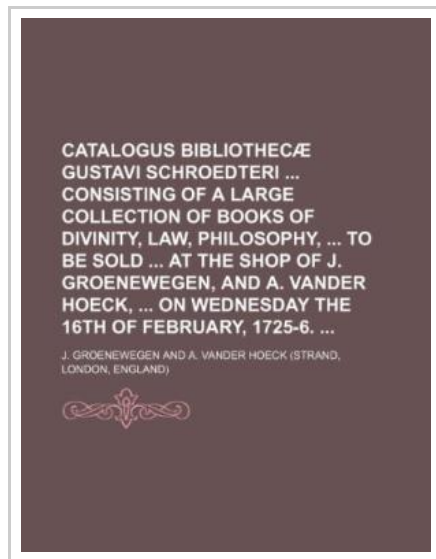 CATALOGUS BIBLIOTHECÆ
GUSTAVI SCHROEDTERI ...
CONSISTING OF A LARGE
COLLECTION OF BOOKS OF
DIVINITY, LAW, PHILOSOPHY, ... TO
BE SOLD ... AT THE SHOP OF J.
GROENEWEGEN, AND A. VANDER
HOECK, ... ON WEDNESDAY THE
16TH OF FEBRUARY, 1725-6. ...
J. GROENEWEGEN AND A. VANDER HOECK (STRAND,
LONDON, ENGLAND)